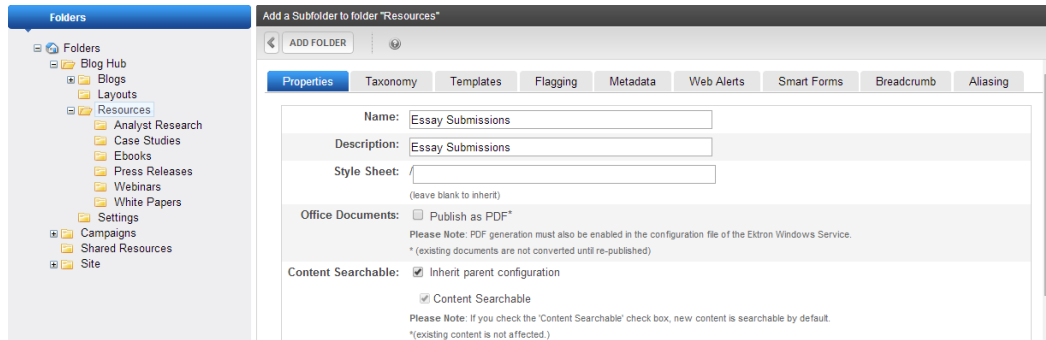 Folders
Folders
Blog Hub
Blogs
Layouts
Resources
Analyst Research
Case Studies
Ebooks
Press Releases
Webinars
White Papers
Settings
Campaigns
Shared Resources
Site
Add a Subfolder to folder "Resources"
ADD FOLDER
Properties Taxonomy Templates Flagging Metadata Web Alerts Smart Forms Breadcrumb Aliasing
Name: Essay Submissions
Description: Essay Submissions
Style Sheet: /
(leave blank to inherit)
Office Documents: Publish as PDF*
Please Note: PDF generation must also be enabled in the configuration file of the Ektron Windows Service.
* (existing documents are not converted until re-published)
Content Searchable: Inherit parent configuration
Content Searchable
Please Note: If you check the 'Content Searchable' check box, new content is searchable by default.
*(existing content is not affected.)